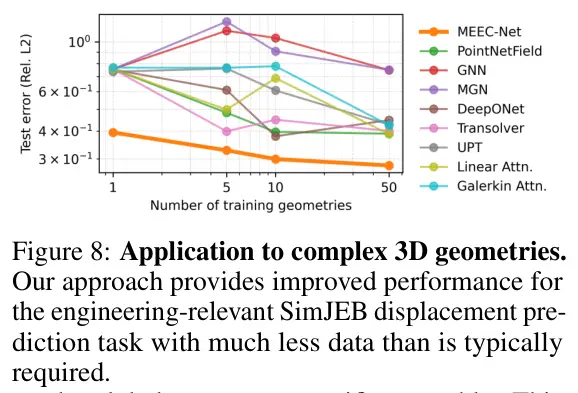 10⁰
6 × 10⁻¹
4 × 10⁻¹
3 × 10⁻¹
Test error (Rel. L2)
1 5 10 50
Number of training geometries
MEEC-Net
PointNetField
GNN
MGN
DeepONet
Transolver
UPT
Linear Attn.
Galerkin Attn.
Figure 8: Application to complex 3D geometries.
Our approach provides improved performance for
the engineering-relevant SimJEB displacement pre-
diction task with much less data than is typically
required.